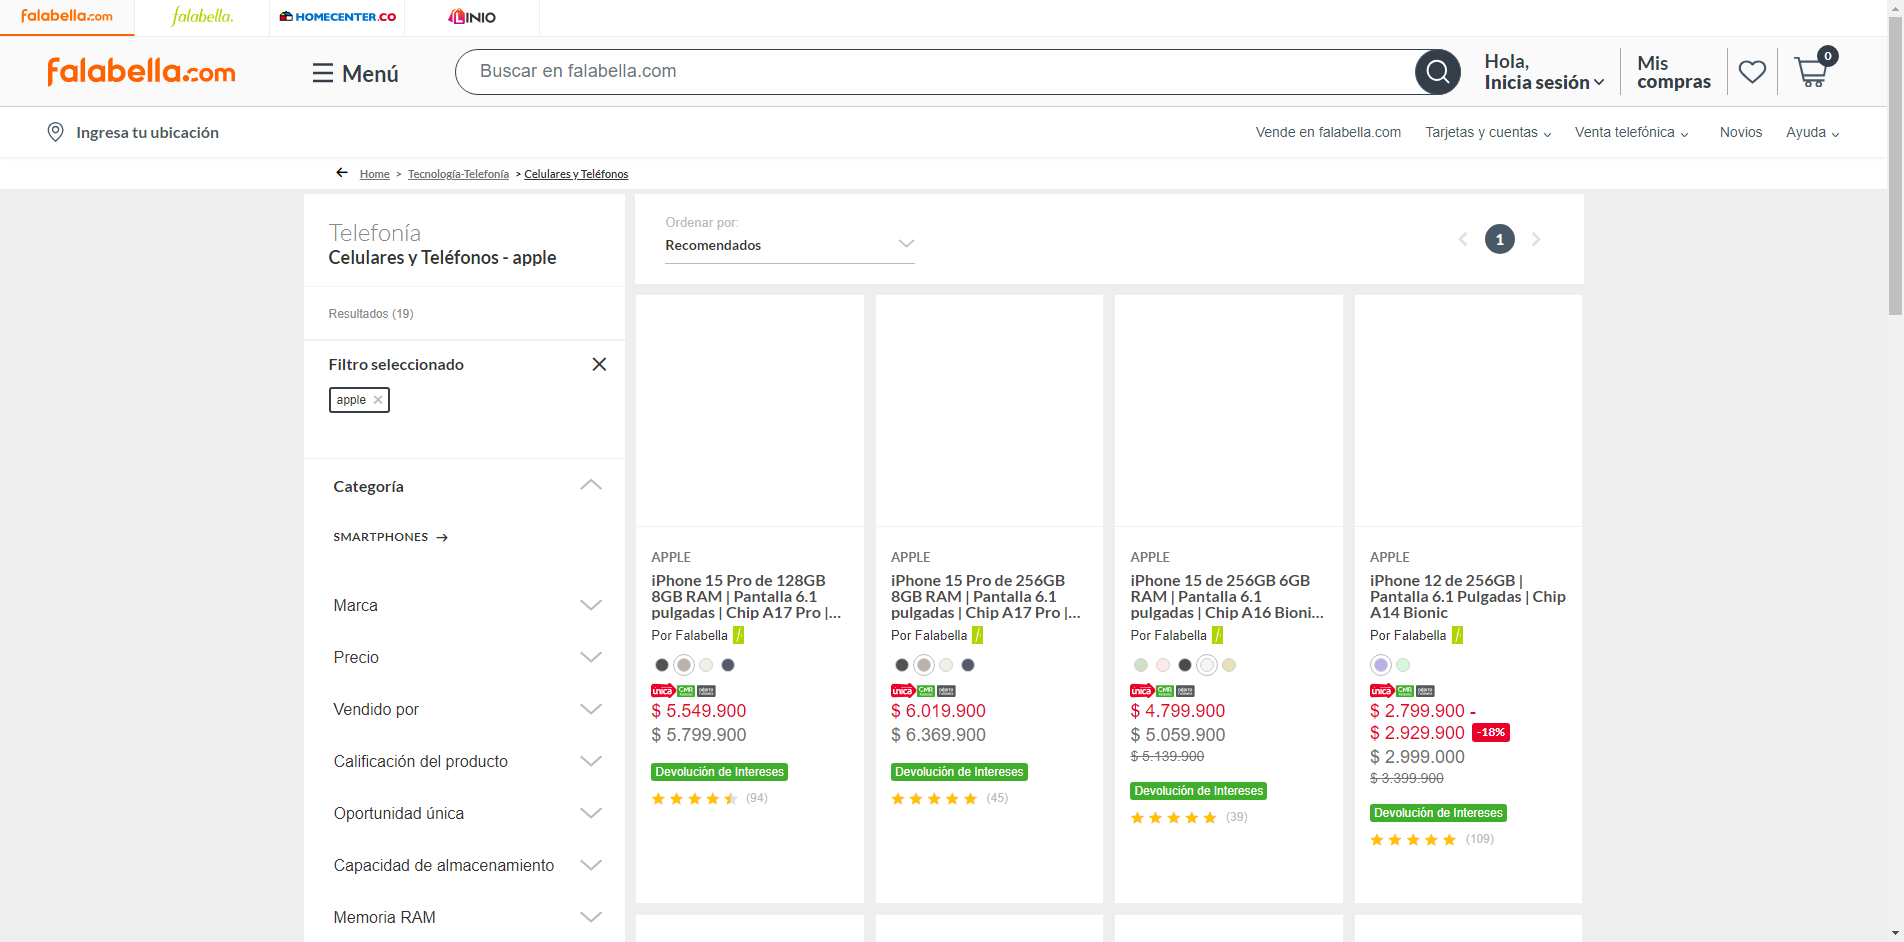 falabella.com
falabella.
HOMECENTER.CO
LINIO
falabella.com
Menú
Buscar en falabella.com
Hola,
Inicia sesión
Mis
compras
0
Ingresa tu ubicación
Vende en falabella.com
Tarjetas y cuentas
Venta telefónica
Novios
Ayuda
Home > Tecnología-Telefonía > Celulares y Teléfonos
Telefonía
Celulares y Teléfonos - apple
Resultados (19)
Filtro seleccionado
apple
Categoría
SMARTPHONES
Marca
Precio
Vendido por
Calificación del producto
Oportunidad única
Capacidad de almacenamiento
Memoria RAM
Ordenar por:
Recomendados
1
APPLE
iPhone 15 Pro de 128GB
8GB RAM | Pantalla 6.1
pulgadas | Chip A17 Pro |...
Por Falabella
única CMR
$ 5.549.900
$ 5.799.900
Devolución de Intereses
(94)
APPLE
iPhone 15 Pro de 256GB
8GB RAM | Pantalla 6.1
pulgadas | Chip A17 Pro |...
Por Falabella
única CMR
$ 6.019.900
$ 6.369.900
Devolución de Intereses
(45)
APPLE
iPhone 15 de 256GB 6GB
RAM | Pantalla 6.1
pulgadas | Chip A16 Bioni...
Por Falabella
única CMR
$ 4.799.900
$ 5.059.900
$ 5.139.900
Devolución de Intereses
(39)
APPLE
iPhone 12 de 256GB |
Pantalla 6.1 Pulgadas | Chip
A14 Bionic
Por Falabella
única CMR
$ 2.799.900 -
$ 2.929.900 -18%
$ 2.999.000
$ 3.399.900
Devolución de Intereses
(109)